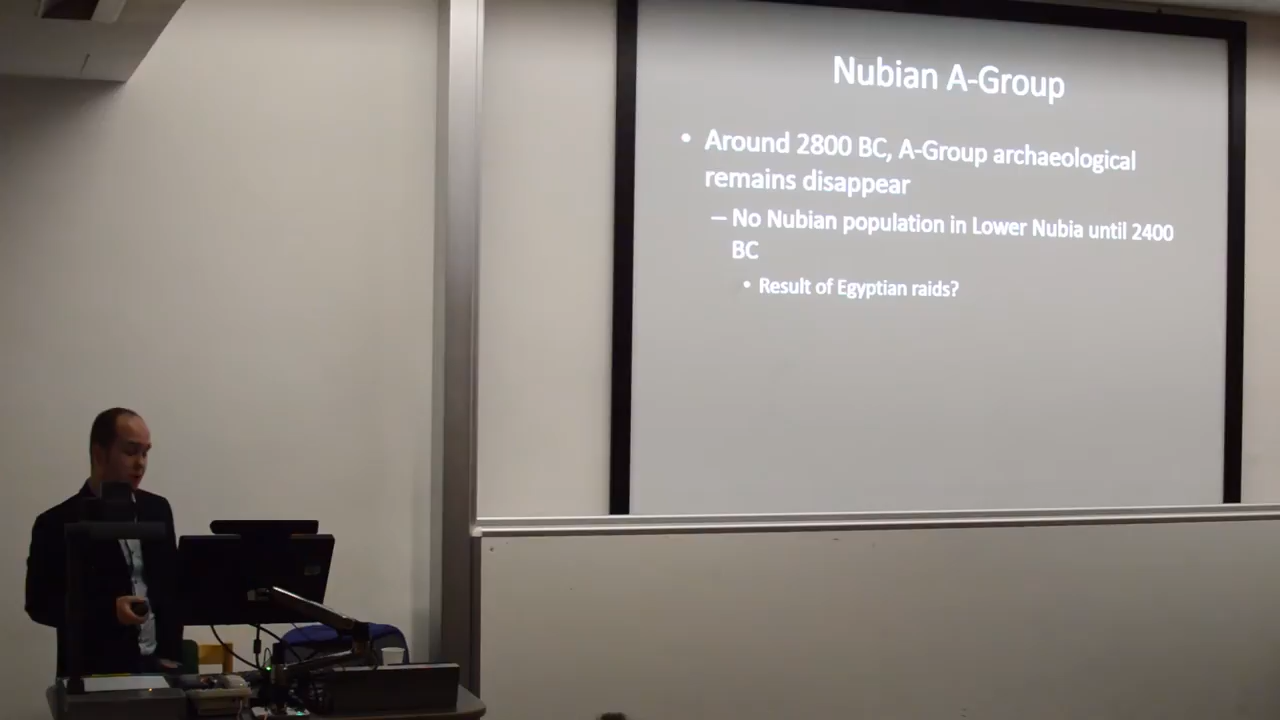 Nubian A-Group
• Around 2800 BC, A-Group archaeological
remains disappear
– No Nubian population in Lower Nubia until 2400
BC
• Result of Egyptian raids?